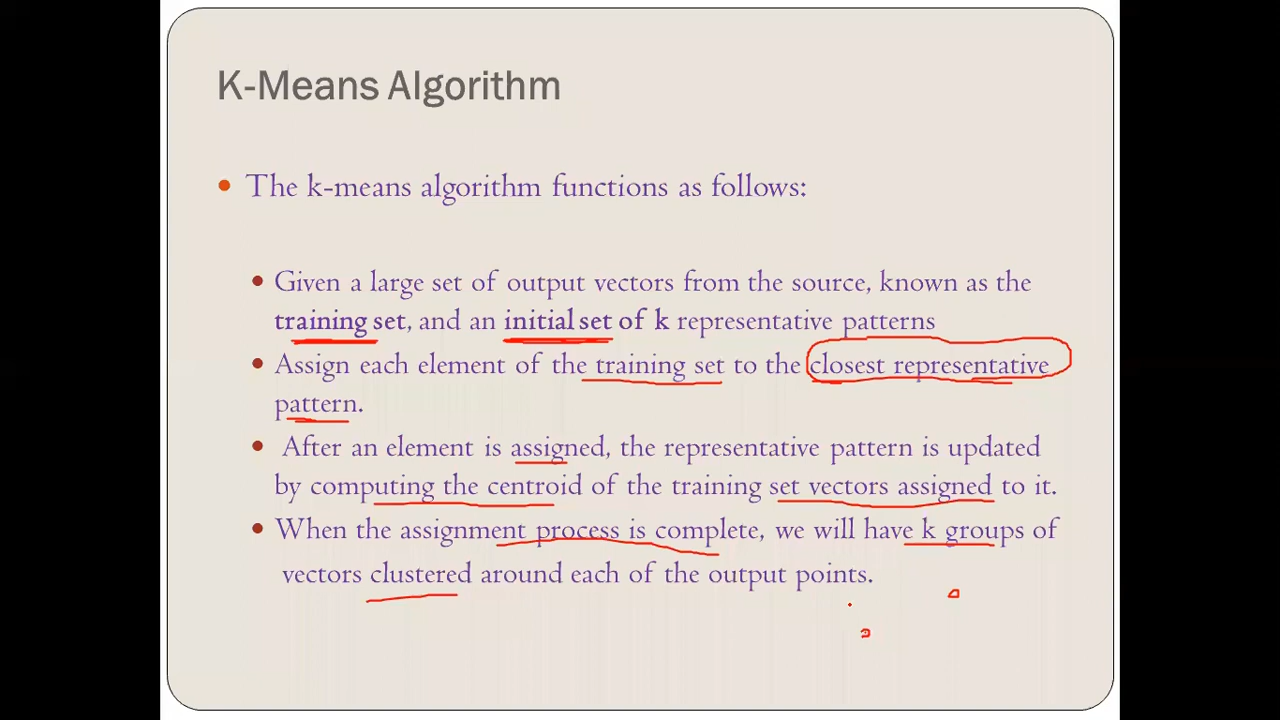 K-Means Algorithm
The k-means algorithm functions as follows:
Given a large set of output vectors from the source, known as the
training set, and an initial set of k representative patterns
Assign each element of the training set to the closest representative
pattern.
After an element is assigned, the representative pattern is updated
by computing the centroid of the training set vectors assigned to it.
When the assignment process is complete, we will have k groups of
vectors clustered around each of the output points.